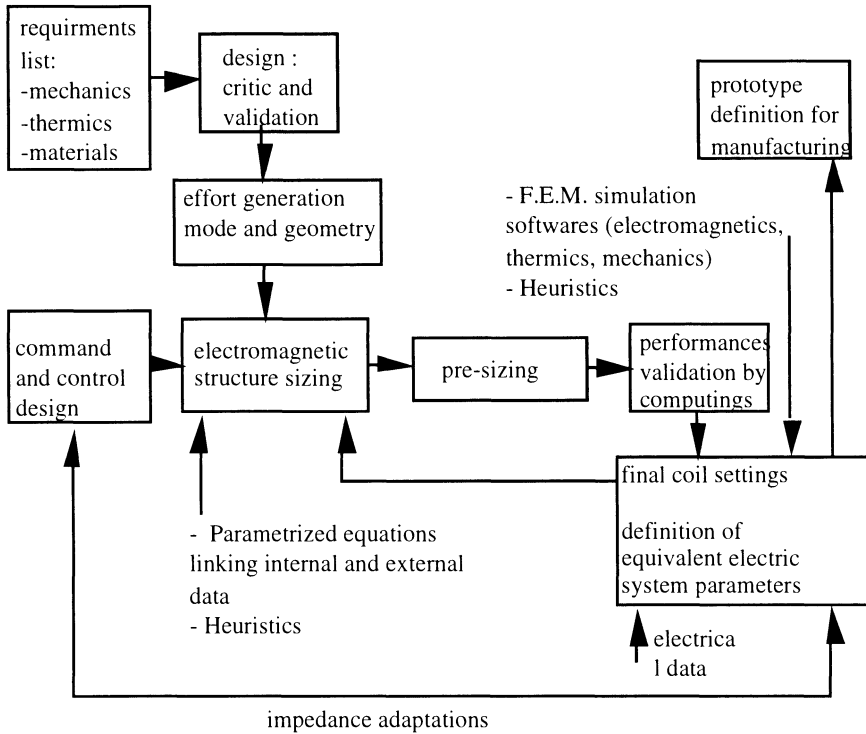 requirments
list:
-mechanics
-thermics
-materials
design :
critic and
validation
effort generation
mode and geometry
prototype
definition for
manufacturing
- F.E.M. simulation
softwares (electromagnetics,
thermics, mechanics)
- Heuristics
command
and control
design
electromagnetic
structure sizing
pre-sizing
performances
validation by
computings
final coil settings
definition of
equivalent electric
system parameters
- Parametrized equations
linking internal and external
data
- Heuristics
electrica
l data
impedance adaptations